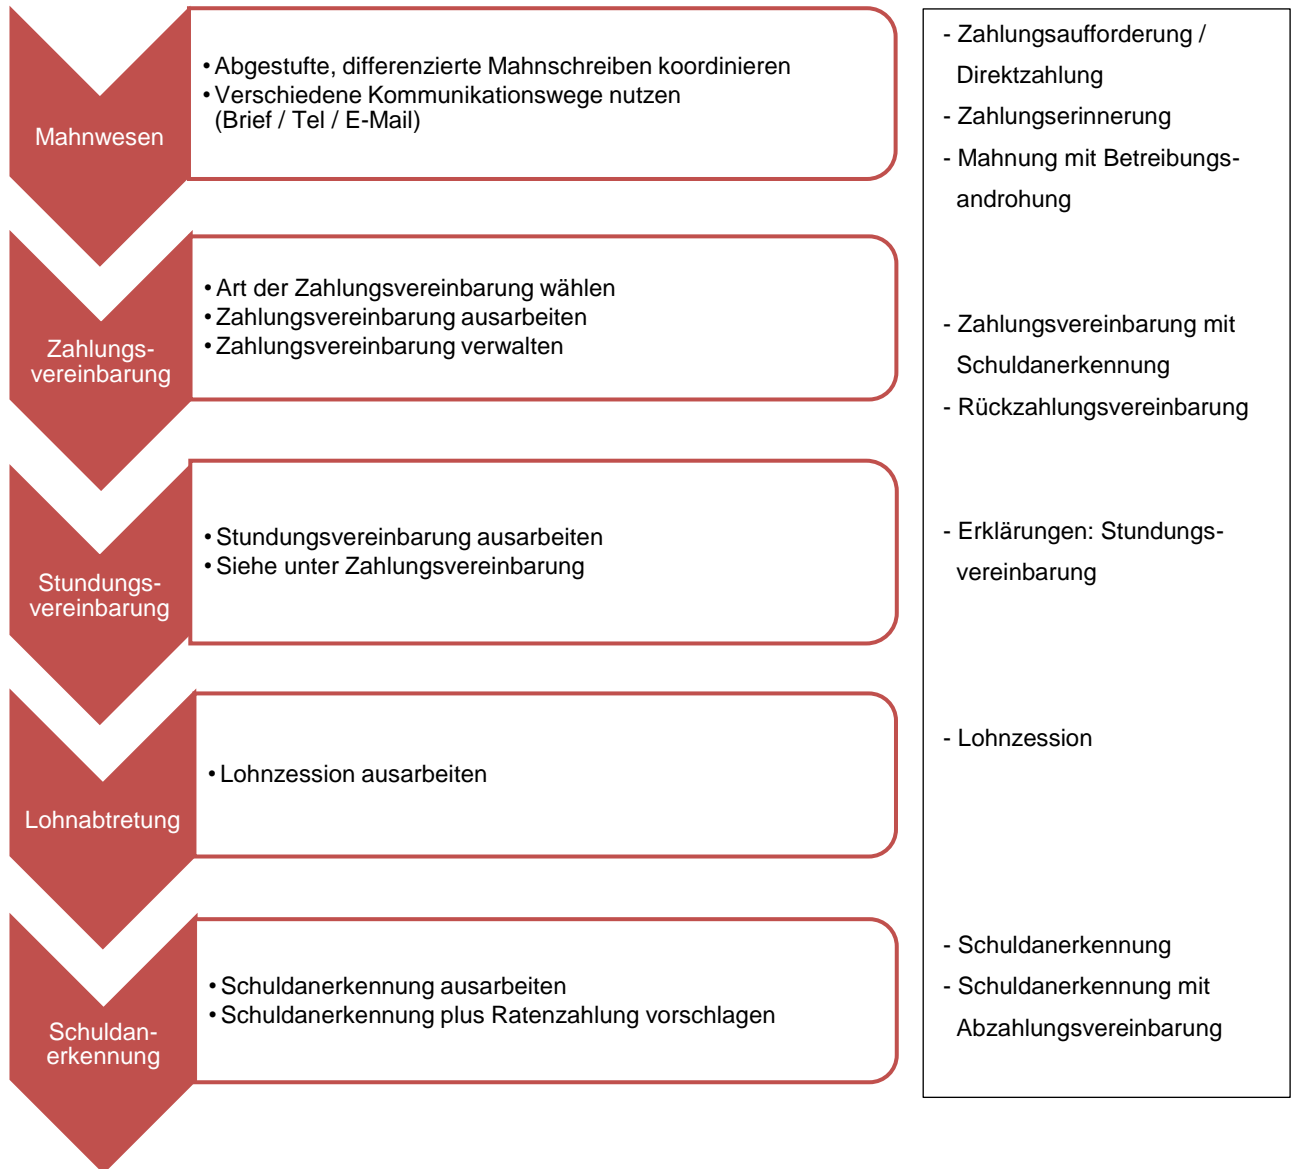 Mahnwesen
• Abgestufte, differenzierte Mahnschreiben koordinieren
• Verschiedene Kommunikationswege nutzen
(Brief / Tel / E-Mail)
- Zahlungsaufforderung /
Direktzahlung
- Zahlungserinnerung
- Mahnung mit Betreibungs-
androhung
Zahlungs-
vereinbarung
• Art der Zahlungsvereinbarung wählen
• Zahlungsvereinbarung ausarbeiten
• Zahlungsvereinbarung verwalten
- Zahlungsvereinbarung mit
Schuldanerkennung
- Rückzahlungsvereinbarung
Stundungs-
vereinbarung
• Stundungsvereinbarung ausarbeiten
• Siehe unter Zahlungsvereinbarung
- Erklärungen: Stundungs-
vereinbarung
Lohnabtretung
• Lohnzession ausarbeiten
- Lohnzession
Schuldan-
erkennung
• Schuldanerkennung ausarbeiten
• Schuldanerkennung plus Ratenzahlung vorschlagen
- Schuldanerkennung
- Schuldanerkennung mit
Abzahlungsvereinbarung